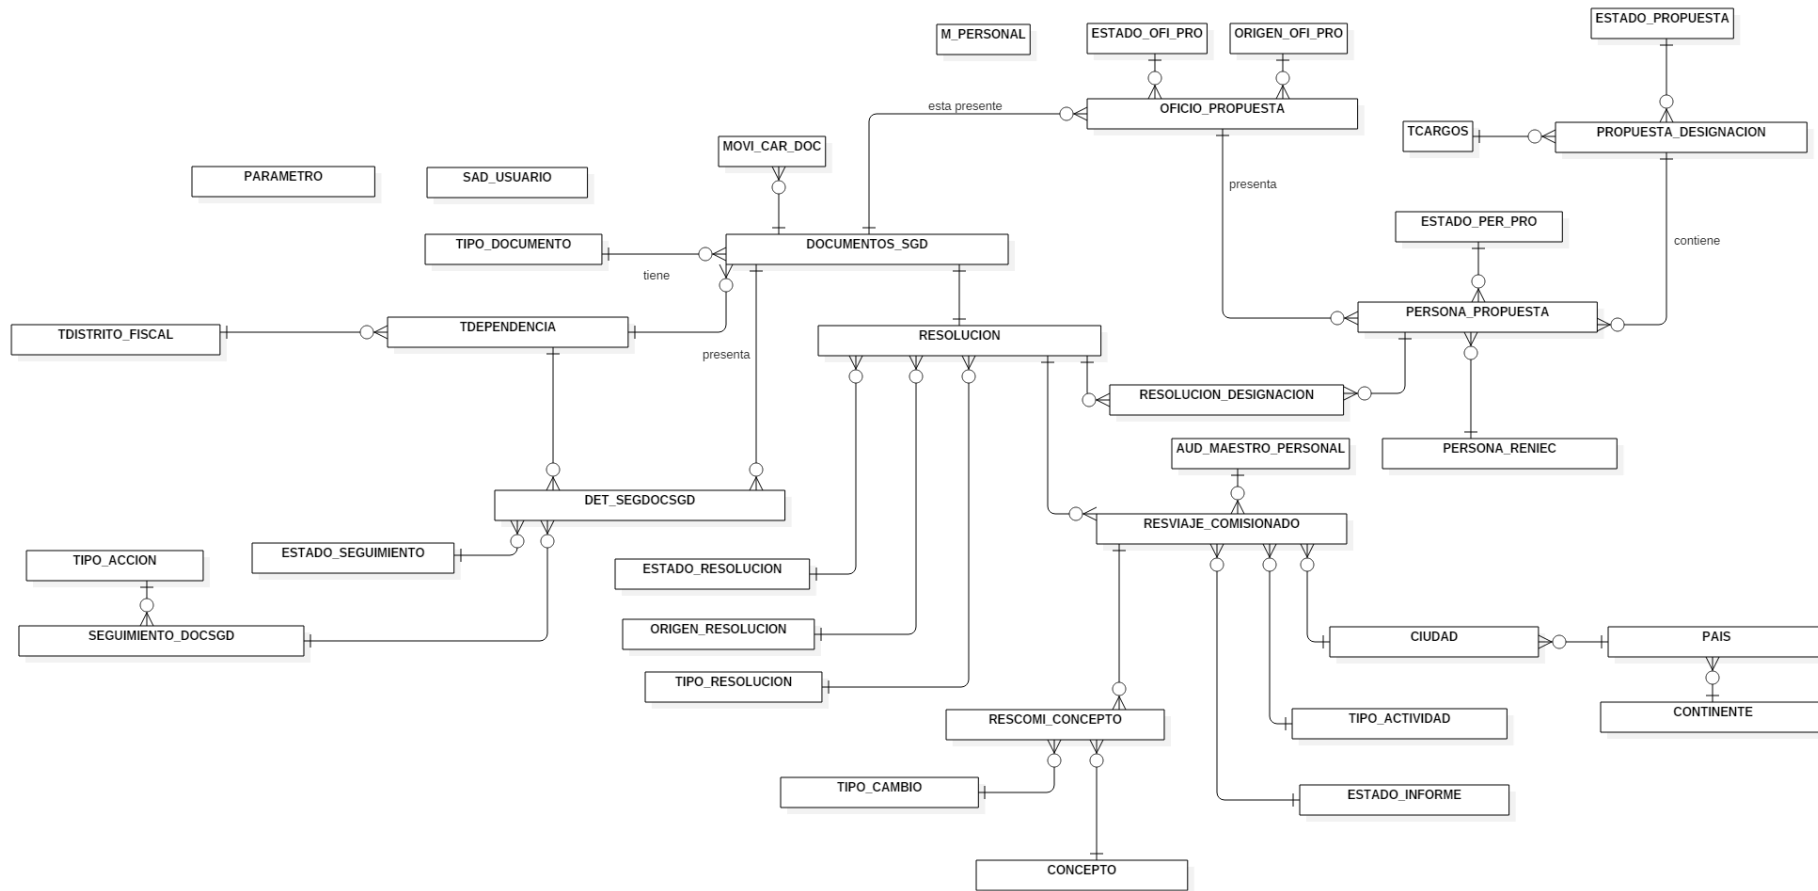 ESTADO_PROPUESTA
M_PERSONAL
ESTADO_OFI_PRO
ORIGEN_OFI_PRO
esta presente
OFICIO_PROPUESTA
TCARGOS
PROPUESTA_DESIGNACION
MOVI_CAR_DOC
PARAMETRO
SAD_USUARIO
presenta
ESTADO_PER_PRO
TIPO_DOCUMENTO
DOCUMENTOS_SGD
contiene
tiene
PERSONA_PROPUESTA
TDISTRITO_FISCAL
TDEPENDENCIA
RESOLUCION
presenta
RESOLUCION_DESIGNACION
AUD_MAESTRO_PERSONAL
PERSONA_RENIEC
DET_SEGDOCSGD
RESVIAJE_COMISIONADO
TIPO_ACCION
ESTADO_SEGUIMIENTO
ESTADO_RESOLUCION
SEGUIMIENTO_DOCSGD
ORIGEN_RESOLUCION
CIUDAD
PAIS
TIPO_RESOLUCION
RESCOMI_CONCEPTO
TIPO_ACTIVIDAD
CONTINENTE
TIPO_CAMBIO
ESTADO_INFORME
CONCEPTO